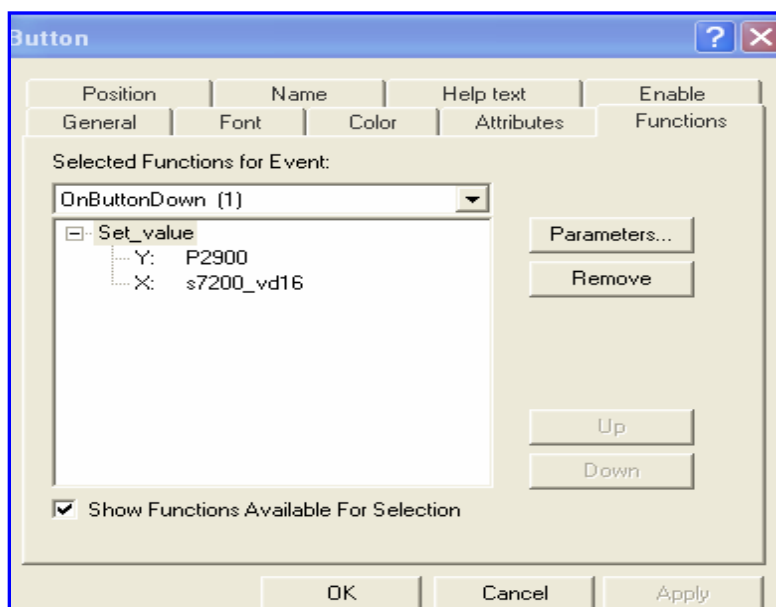 Button
Position Name Help text Enable
General Font Color Attributes Functions
Selected Functions for Event:
OnButtonDown (1)
Set_value
Y: P2900
X: s7200_vd16
Parameters...
Remove
Up
Down
Show Functions Available For Selection
OK Cancel Apply